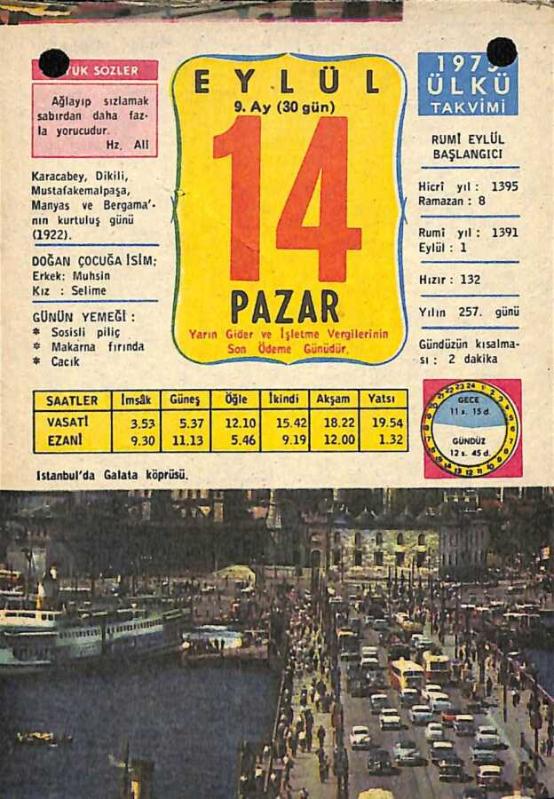 YÜK SÖZLER
Ağlayıp sızlamak
sabırdan daha faz-
la yorucudur.
Hz. Ali
Karacabey, Dikili,
Mustafakemalpaşa,
Manyas ve Bergama'-
nın kurtuluş günü
(1922).
DOĞAN ÇOCUĞA İSİM:
Erkek: Muhsin
Kız : Selime
GÜNÜN YEMEĞİ :
* Sosisli piliç
* Makarna fırında
* Cacık
EYLÜL
9. Ay (30 gün)
14
PAZAR
Yarın Gider ve İşletme Vergilerinin
Son Ödeme Günüdür.
1975
ÜLKÜ
TAKVİMİ
RUMİ EYLÜL
BAŞLANGICI
Hicrî yıl : 1395
Ramazan : 8
Rumî yıl : 1391
Eylül : 1
Hızır : 132
Yılın 257. günü
Gündüzün kısalma-
sı : 2 dakika
SAATLER İmsâk Güneş Öğle İkindi Akşam Yatsı
VASATİ 3.53 5.37 12.10 15.42 18.22 19.54
EZANİ 9.30 11.13 5.46 9.19 12.00 1.32
GECE
11 s. 15 d.
GÜNDÜZ
12 s. 45 d.
İstanbul'da Galata köprüsü.